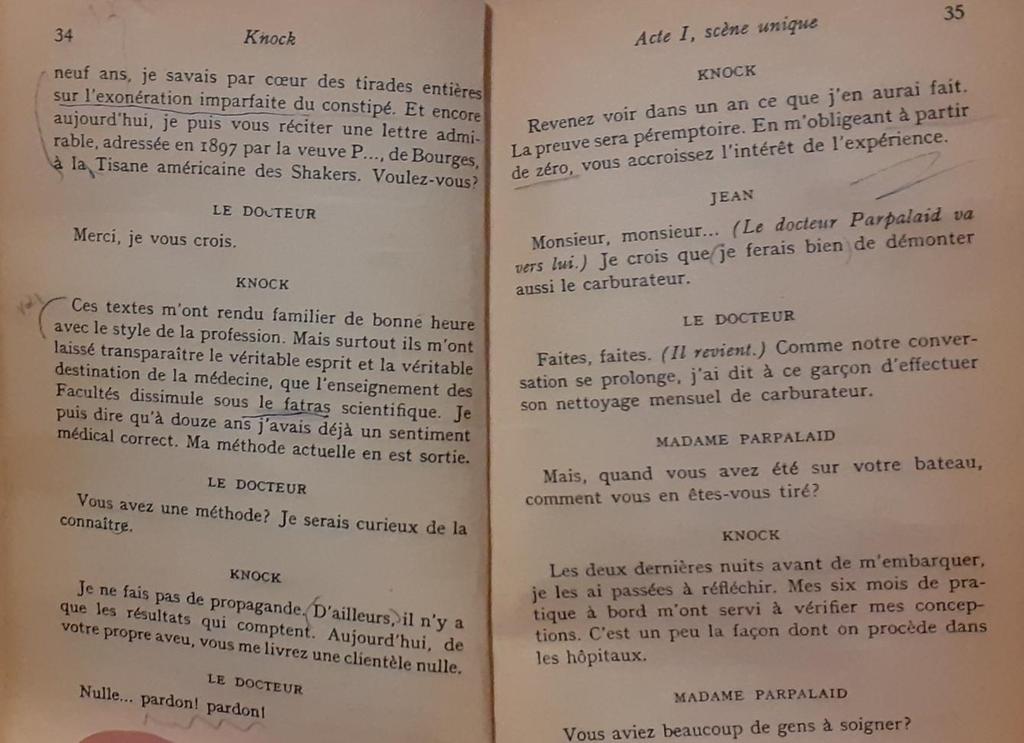 34
Knock
neuf ans, je savais par cœur des tirades entières
sur l'exonération imparfaite du constipé. Et encore
aujourd'hui, je puis vous réciter une lettre admi-
rable, adressée en 1897 par la veuve P..., de Bourges,
à la Tisane américaine des Shakers. Voulez-vous?
LE DOCTEUR
Merci, je vous crois.
KNOCK
Ces textes m'ont rendu familier de bonne heure
avec le style de la profession. Mais surtout ils m'ont
laissé transparaître le véritable esprit et la véritable
destination de la médecine, que l'enseignement des
Facultés dissimule sous le fatras scientifique. Je
puis dire qu'à douze ans j'avais déjà un sentiment
médical correct. Ma méthode actuelle en est sortie.
LE DOCTEUR
Vous avez une méthode? Je serais curieux de la
connaître.
KNOCK
Je ne fais pas de propagande. D'ailleurs, il n'y a
que les résultats qui comptent. Aujourd'hui, de
votre propre aveu, vous me livrez une clientèle nulle.
LE DOCTEUR
Nulle... pardon! pardon!
Acte I, scène unique
35
KNOCK
Revenez voir dans un an ce que j'en aurai fait.
La preuve sera péremptoire. En m'obligeant à partir
de zéro, vous accroissez l'intérêt de l'expérience.
JEAN
Monsieur, monsieur... (Le docteur Parpalaid va
vers lui.) Je crois que je ferais bien de démonter
aussi le carburateur.
LE DOCTEUR
Faites, faites. (Il revient.) Comme notre conver-
sation se prolonge, j'ai dit à ce garçon d'effectuer
son nettoyage mensuel de carburateur.
MADAME PARPALAID
Mais, quand vous avez été sur votre bateau,
comment vous en êtes-vous tiré?
KNOCK
Les deux dernières nuits avant de m'embarquer,
je les ai passées à réfléchir. Mes six mois de pra-
tique à bord m'ont servi à vérifier mes concep-
tions. C'est un peu la façon dont on procède dans
les hôpitaux.
MADAME PARPALAID
Vous aviez beaucoup de gens à soigner?